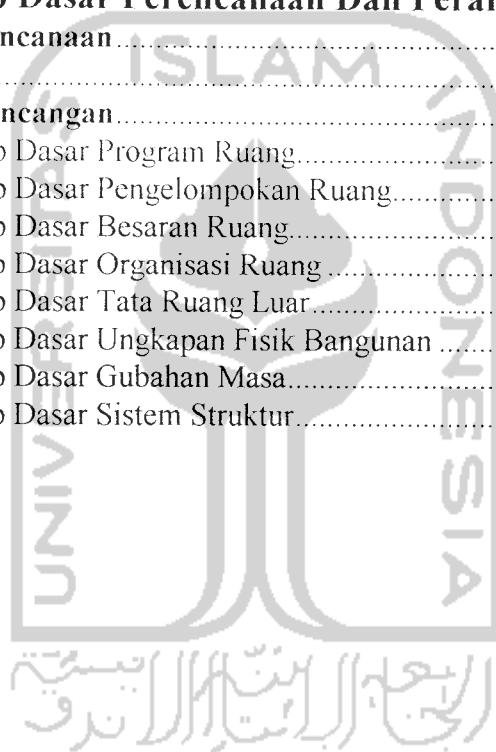 o Dasar Perencanaan Dan Peran
ncanaan
ncangan
o Dasar Program Ruang
o Dasar Pengelompokan Ruang
o Dasar Besaran Ruang
o Dasar Organisasi Ruang
o Dasar Tata Ruang Luar
o Dasar Ungkapan Fisik Bangunan
o Dasar Gubahan Masa
o Dasar Sistem Struktur
ISLAM
UNIVERSITAS
INDONESIA